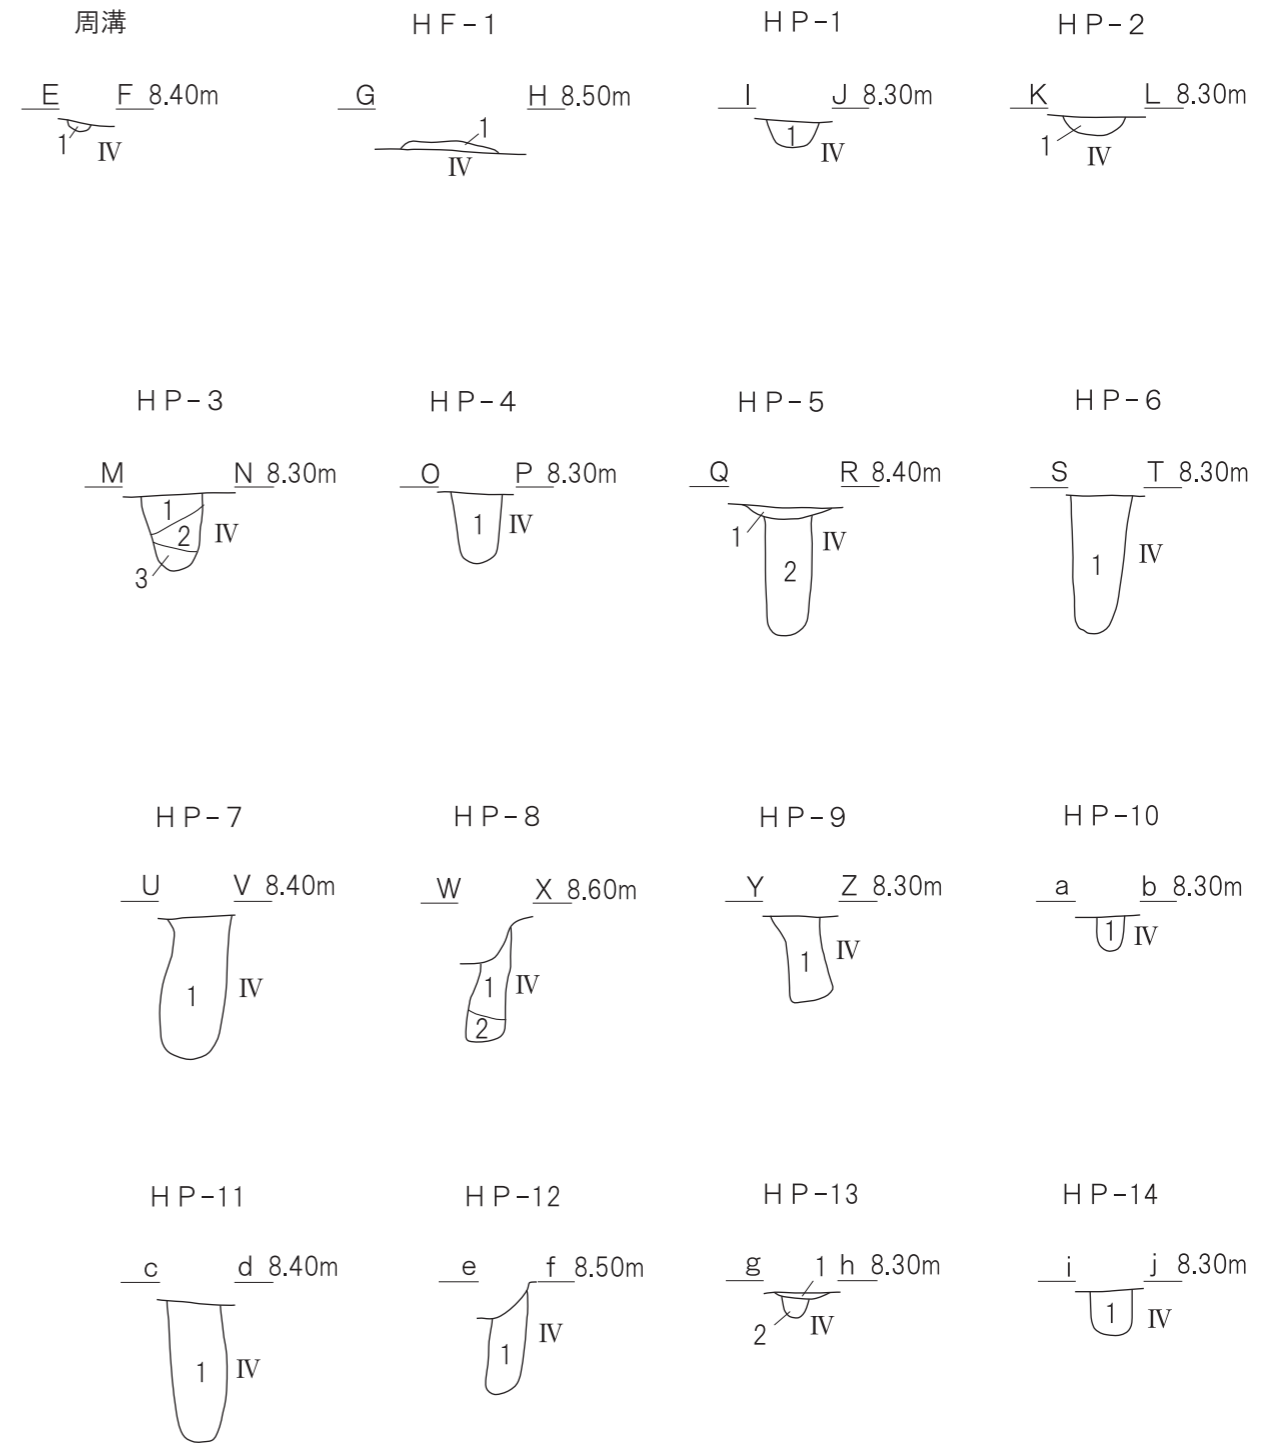 周溝
HF-1
HP-1
HP-2
E F 8.40m
G H 8.50m
I J 8.30m
K L 8.30m
1 IV
1 IV
1 IV
1 IV
HP-3
HP-4
HP-5
HP-6
M N 8.30m
O P 8.30m
Q R 8.40m
S T 8.30m
1 2 3 IV
1 IV
1 2 IV
1 IV
HP-7
HP-8
HP-9
HP-10
U V 8.40m
W X 8.60m
Y Z 8.30m
a b 8.30m
1 IV
1 2 IV
1 IV
1 IV
HP-11
HP-12
HP-13
HP-14
c d 8.40m
e f 8.50m
g 1 h 8.30m
i j 8.30m
1 IV
1 IV
2 IV
1 IV